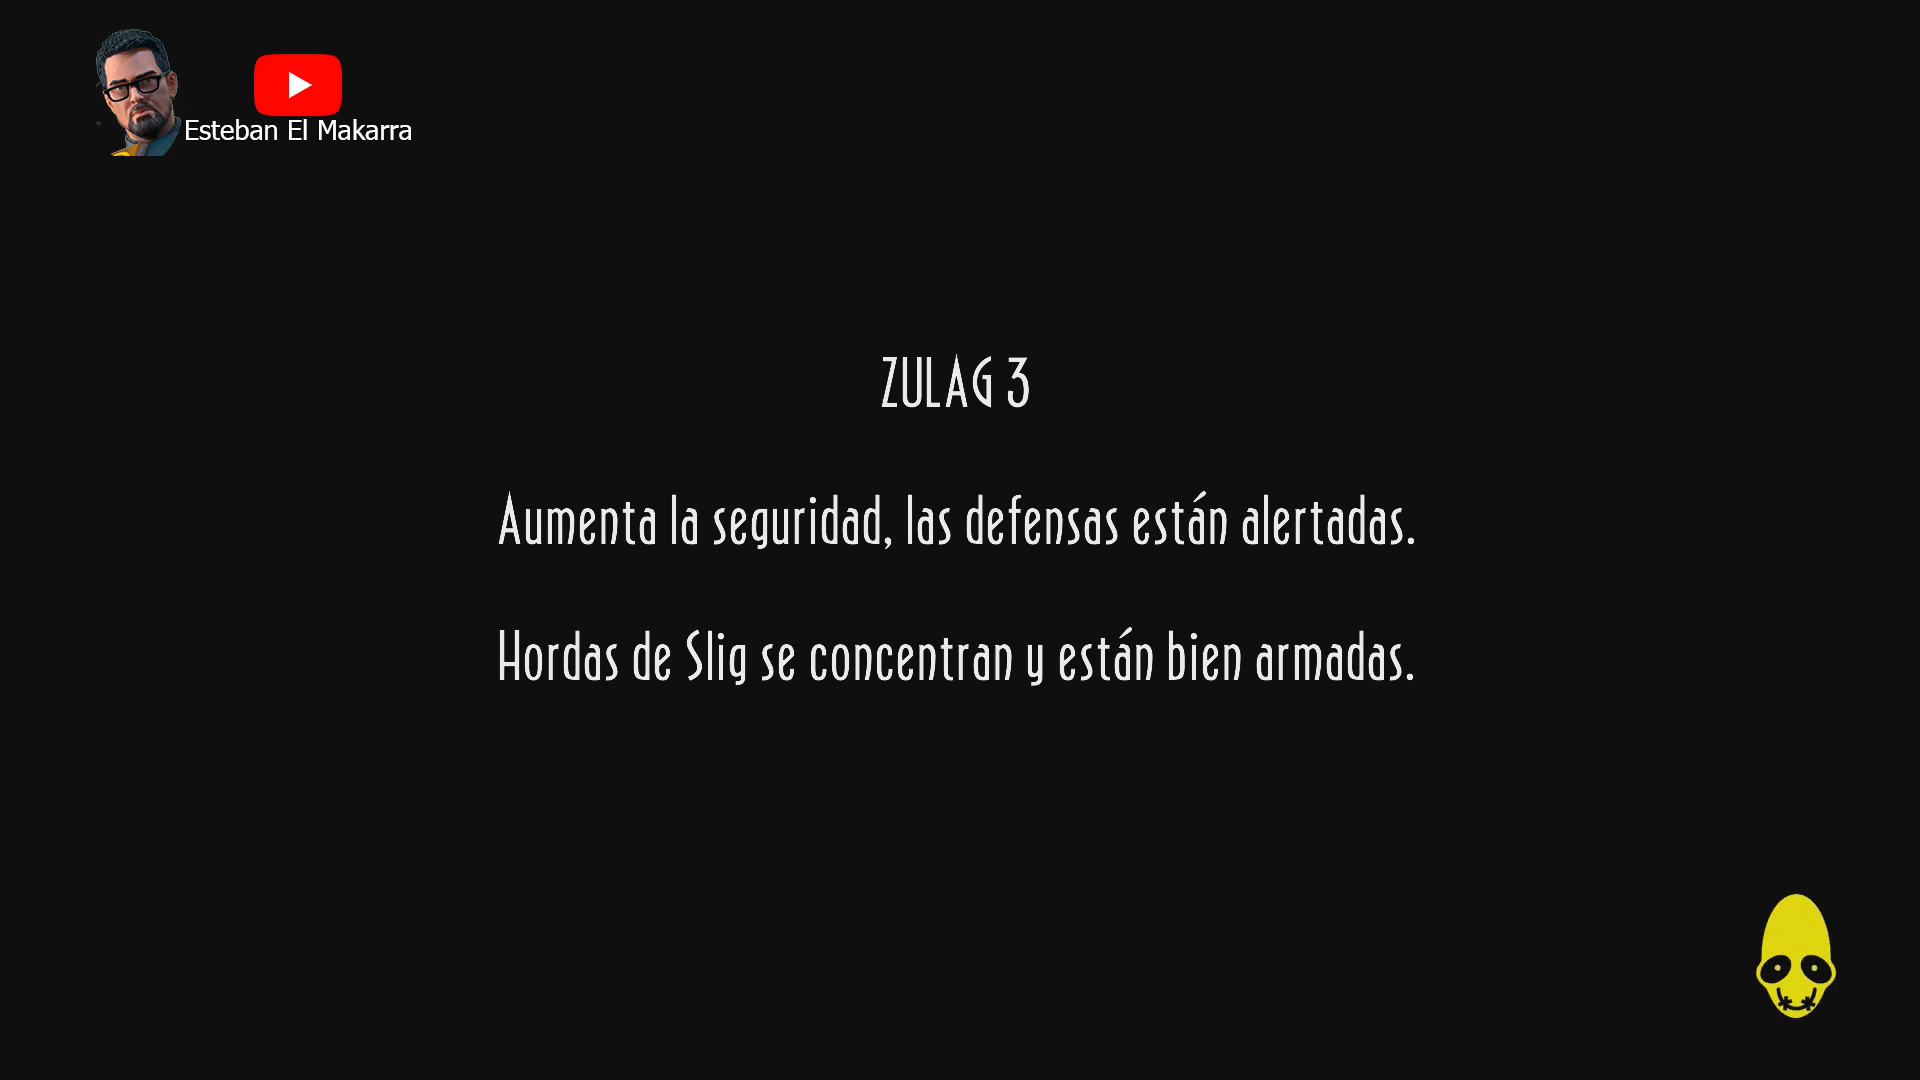 Esteban El Makarra
ZULAG 3
Aumenta la seguridad, las defensas están alertadas.
Hordas de Slig se concentran y están bien armadas.